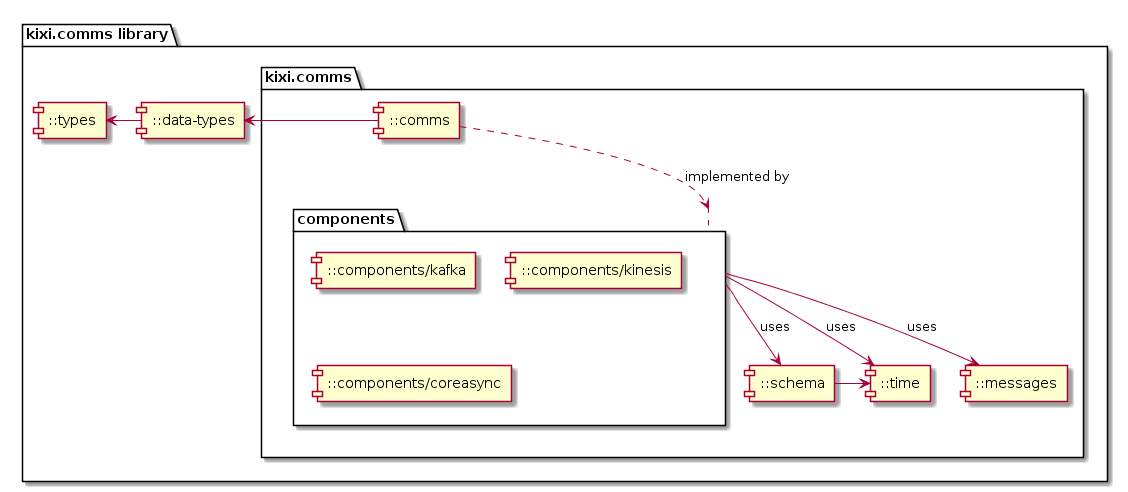 kixi.comms library
kixi.comms
::types
::data-types
::comms
implemented by
components
::components/kafka
::components/kinesis
uses
uses
uses
::components/coreasync
::schema
::time
::messages